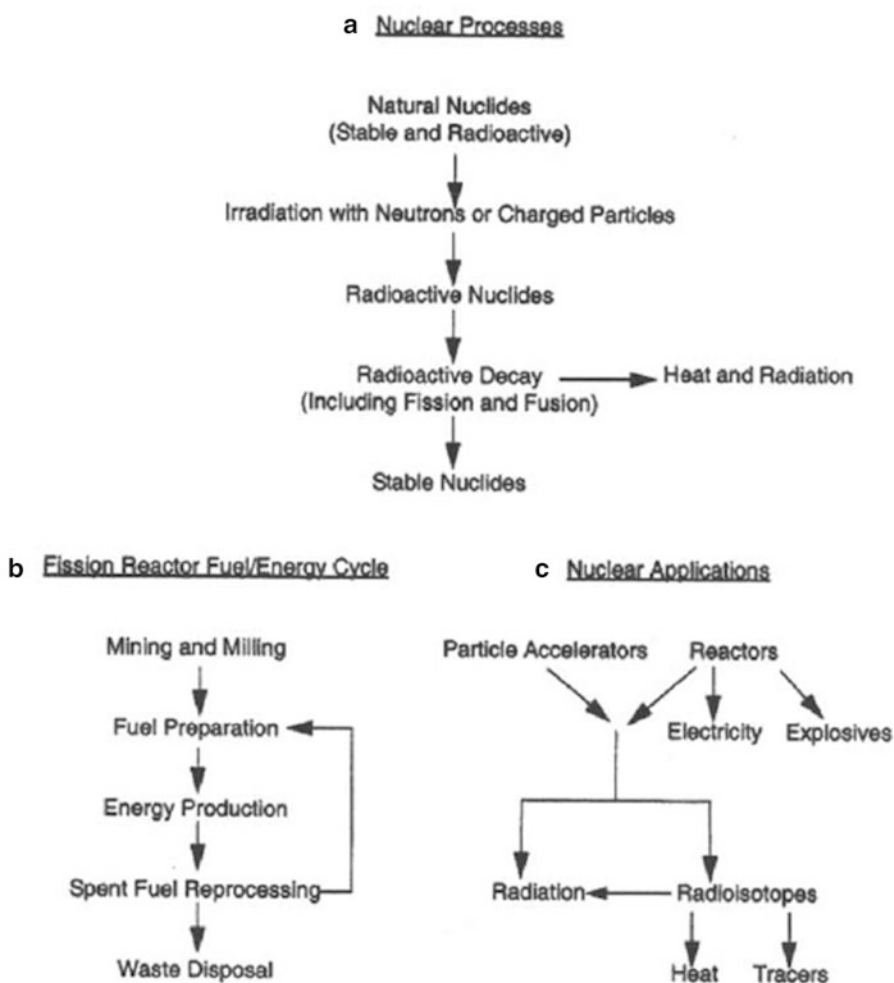 a Nuclear Processes
Natural Nuclides
(Stable and Radioactive)
Irradiation with Neutrons or Charged Particles
Radioactive Nuclides
Radioactive Decay
Heat and Radiation
(Including Fission and Fusion)
Stable Nuclides
b Fission Reactor Fuel/Energy Cycle
Mining and Milling
Fuel Preparation
Energy Production
Spent Fuel Reprocessing
Waste Disposal
c Nuclear Applications
Particle Accelerators
Reactors
Electricity
Explosives
Radiation
Radioisotopes
Heat
Tracers